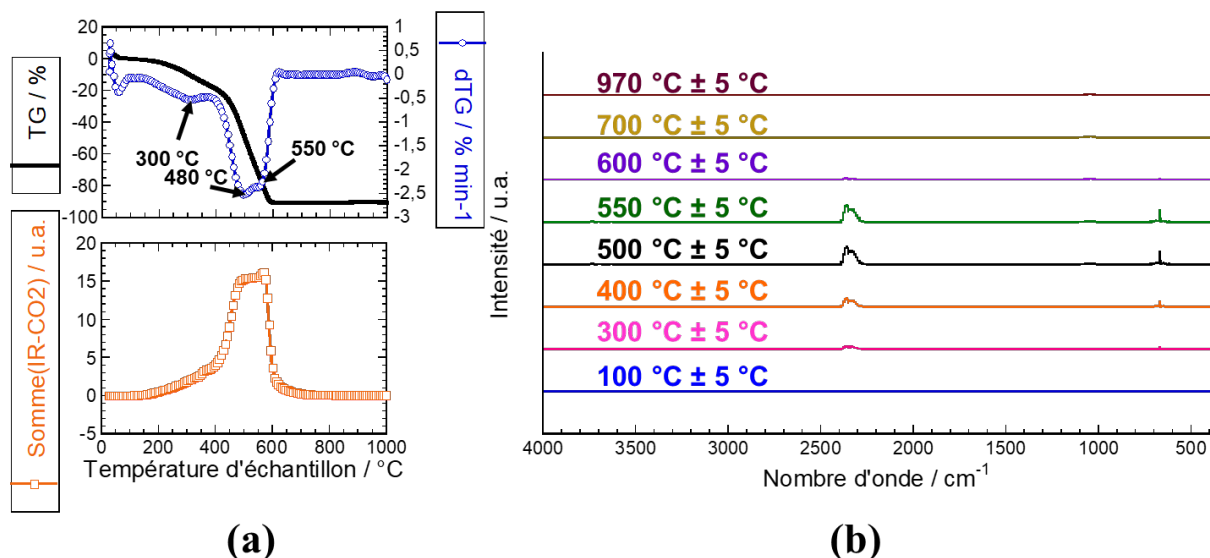 TG / %
20
0
-20
-40
-60
-80
-100
1
0,5
0
-0,5
-1
-1,5
-2
-2,5
-3
dTG / % min-1
300 °C
480 °C
550 °C
Somme(IR-CO2) / u.a.
20
15
10
5
0
-5
0 200 400 600 800 1000
Température d'échantillon / °C
(a)
Intensité / u.a.
970 °C ± 5 °C
700 °C ± 5 °C
600 °C ± 5 °C
550 °C ± 5 °C
500 °C ± 5 °C
400 °C ± 5 °C
300 °C ± 5 °C
100 °C ± 5 °C
4000 3500 3000 2500 2000 1500 1000 500
Nombre d'onde / cm⁻¹
(b)